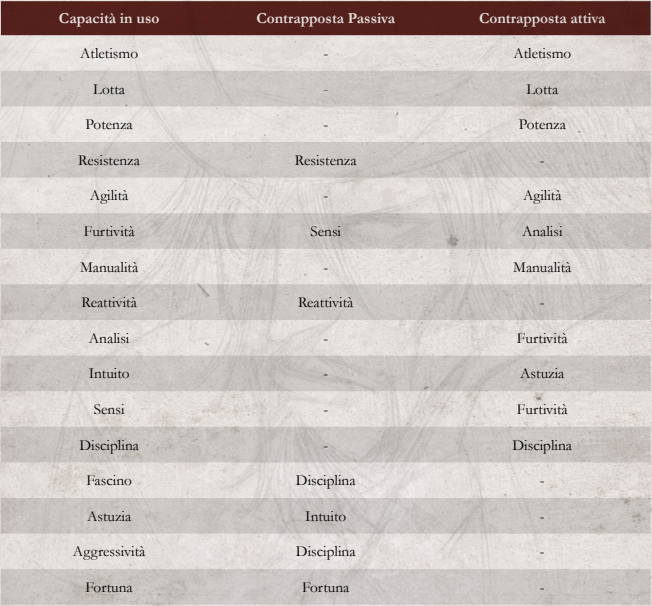 Capacità in uso Contrapposta Passiva Contrapposta attiva
Atletismo - Atletismo
Lotta - Lotta
Potenza - Potenza
Resistenza Resistenza -
Agilità - Agilità
Furtività Sensi Analisi
Manualità - Manualità
Reattività Reattività -
Analisi - Furtività
Intuito - Astuzia
Sensi - Furtività
Disciplina - Disciplina
Fascino Disciplina -
Astuzia Intuito -
Aggressività Disciplina -
Fortuna Fortuna -